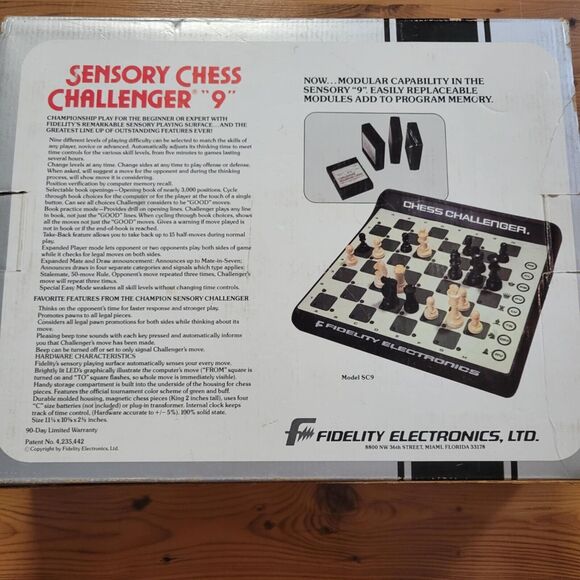 SENSORY CHESS
CHALLENGER® "9"
CHAMPIONSHIP PLAY FOR THE BEGINNER OR EXPERT WITH
FIDELITY'S REMARKABLE SENSORY PLAYING SURFACE... AND
THE GREATEST LINE UP OF OUTSTANDING FEATURES EVER!
Nine different levels of playing difficulty can be selected to match the skills of
any player, novice or advanced. Automatically adjusts its thinking time to meet
time controls for the various skill levels, from five minutes to games lasting
several hours.
Change levels at any time. Change sides at any time to play offense or defense.
When asked, will suggest a move for the opponent and during the thinking
process, show move it is considering.
Position verification by computer memory recall.
Selectable book openings—Opening book of nearly 3,000 positions. Cycle
through book choices for the computer or for the player at the touch of a single
button. Can set all choices Challenger considers to be "GOOD" moves.
Book practice mode—Provides drill on opening lines. Challenger plays any line
in book, not just the "GOOD" lines. When cycling through book choices, shows
all the moves not just the "GOOD" moves. Gives a warning if move played is
not in book or if the end-of-book is reached.
Take-Back feature allows you to take back up to 15 half-moves during normal
play.
Expanded Player mode lets opponent or two opponents play both sides of game
while it checks for legal moves on both sides.
Expanded Mate and Draw announcement: Announces up to Mate-in-Seven;
Announces draws in four separate categories and signals which type applies:
Stalemate, 50-move Rule, Opponent's move repeated three times, Challenger's
move will repeat three times.
Special Easy Mode weakens all skill levels without changing time controls.
FAVORITE FEATURES FROM THE CHAMPION SENSORY CHALLENGER
Thinks on the opponent's time for faster response and stronger play.
Promotes pawns to all legal pieces.
Considers all legal pawn promotions for both sides while thinking about its
move.
Pleasing beep tone sounds with each key pressed and automatically informs
you that Challenger's move has been made.
Beep can be turned off or set to only signal Challenger's move.
HARDWARE CHARACTERISTICS
Fidelity's sensory playing surface automatically senses your every move.
Brightly lit LED's graphically illustrate the computer's move ("FROM" square is
turned on and "TO" square flashes, so whole move is immediately visible).
Handy storage compartment is built into the underside of the housing for chess
pieces. Features the official tournament color scheme of green and buff.
Durable molded housing, magnetic chess pieces (King 2 inches tall), uses four
"C" size batteries (not included) or plug-in transformer. Internal clock keeps
track of time control, (Hardware accurate to +/− 5%). 100% solid state.
90-Day Limited Warranty
Patent No. 4,235,442
©Copyright by Fidelity Electronics, Ltd.
NOW...MODULAR CAPABILITY IN THE
SENSORY "9". EASILY REPLACEABLE
MODULES ADD TO PROGRAM MEMORY.
CHESS CHALLENGER®
FIDELITY ELECTRONICS
Model SC9
FIDELITY ELECTRONICS, LTD.
8800 NW 36th STREET, MIAMI, FLORIDA 33178